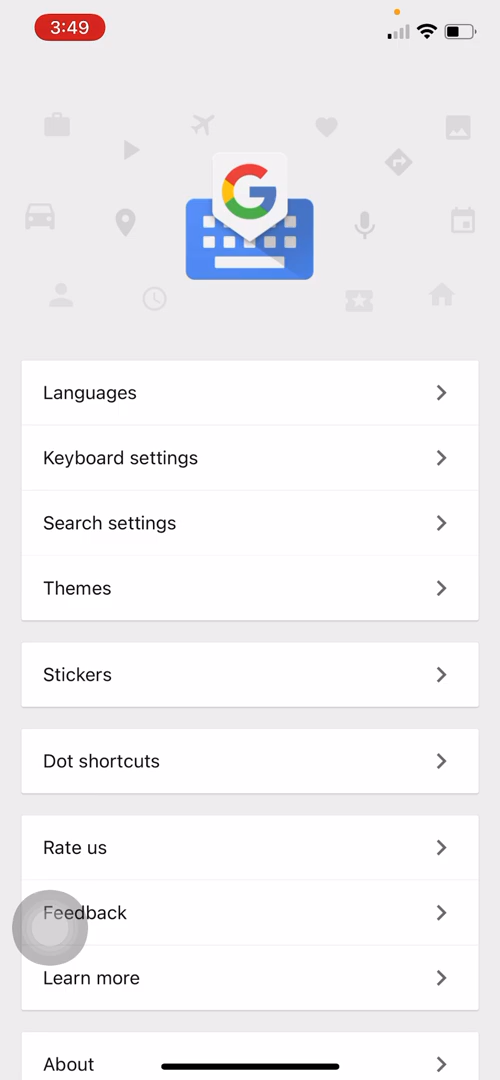 3:49
G
Languages
Keyboard settings
Search settings
Themes
Stickers
Dot shortcuts
Rate us
Feedback
Learn more
About